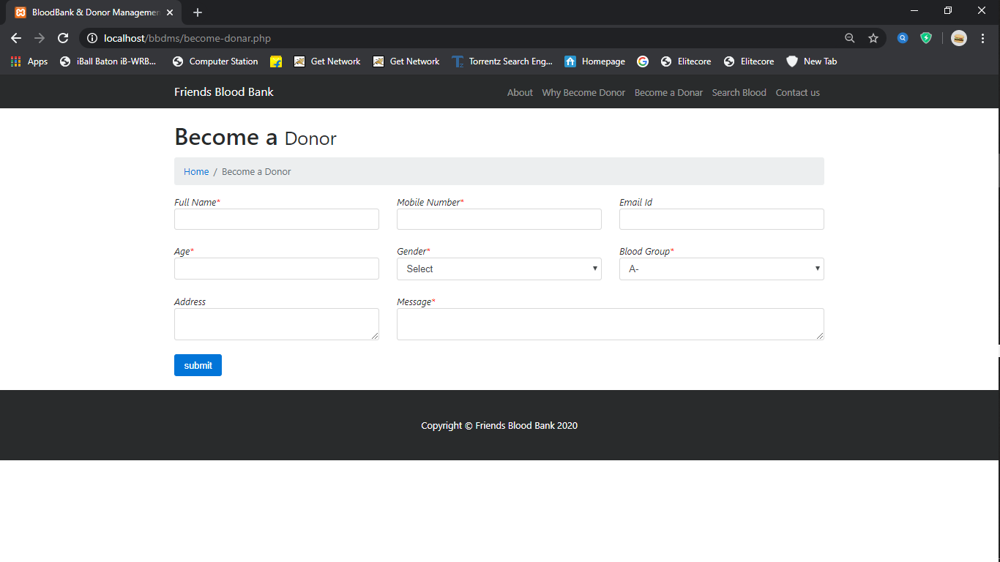 BloodBank & Donor Managemen
localhost/bbdms/become-donar.php
Apps iBall Baton iB-WRB... Computer Station Get Network Get Network Torrentz Search Eng... Homepage Elitecore Elitecore New Tab
Friends Blood Bank About Why Become Donor Become a Donar Search Blood Contact us
Become a Donor
Home / Become a Donor
Full Name* Mobile Number* Email Id
Age* Gender* Blood Group*
Select A-
Address Message*
submit
Copyright © Friends Blood Bank 2020